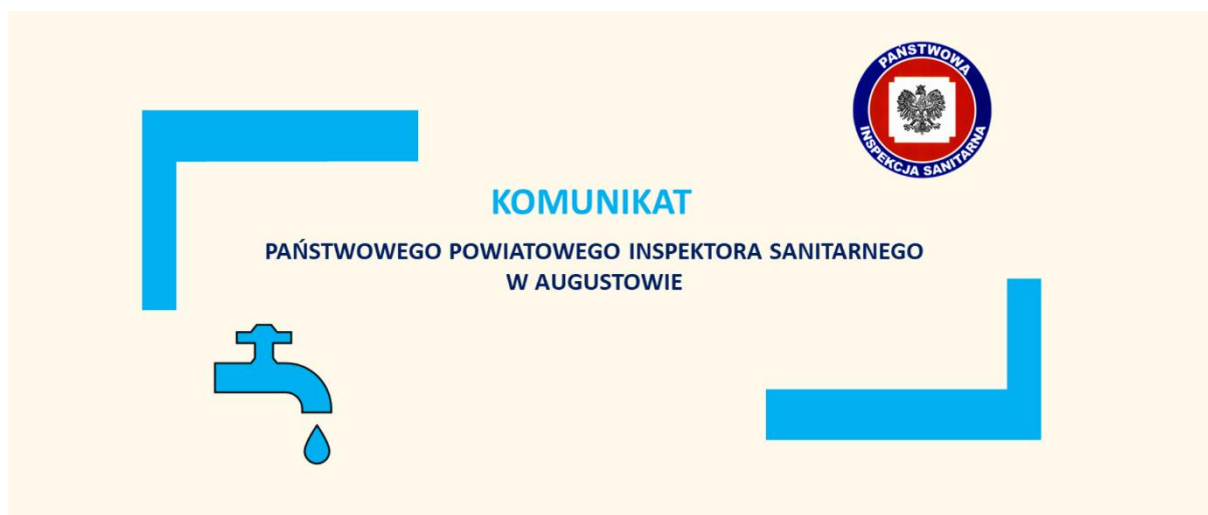 PAŃSTWOWA
INSPEKCJA SANITARNA
KOMUNIKAT
PAŃSTWOWEGO POWIATOWEGO INSPEKTORA SANITARNEGO
W AUGUSTOWIE